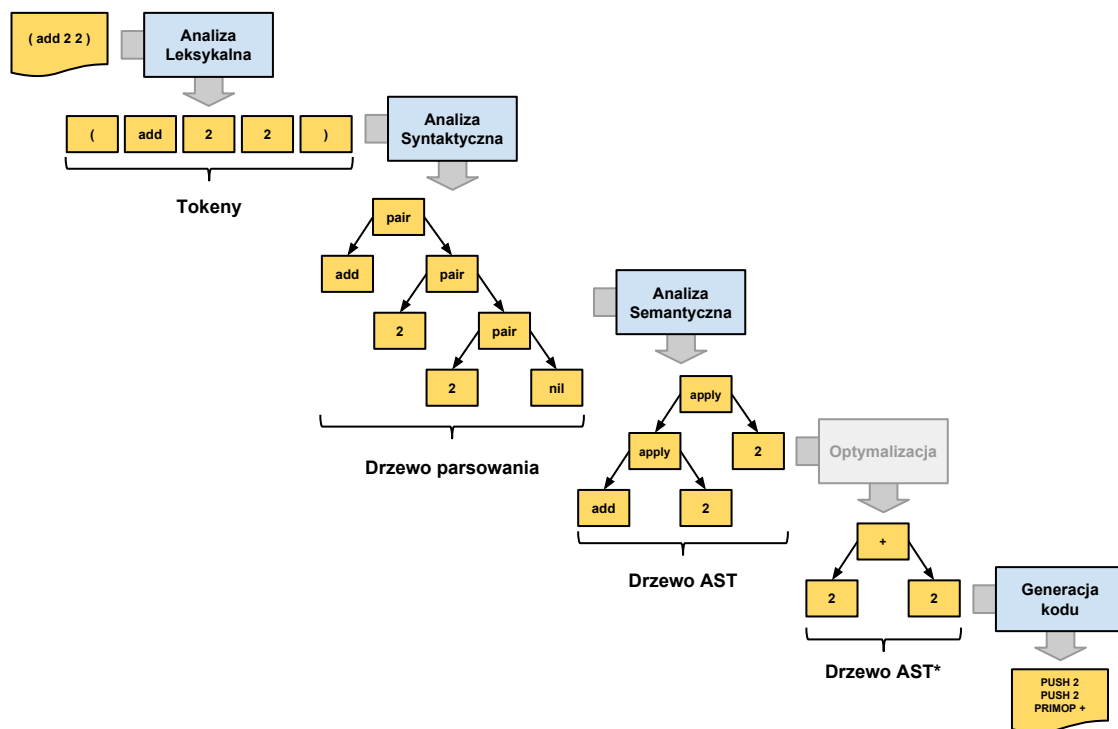 ( add 2 2 )
Analiza
Leksykalna
( add 2 2 )
Tokeny
Analiza
Syntaktyczna
pair
add pair
2 pair
2 nil
Drzewo parsowania
Analiza
Semantyczna
apply
apply 2
add 2
Drzewo AST
Optymalizacja
+
2 2
Drzewo AST*
Generacja
kodu
PUSH 2
PUSH 2
PRIMOP +